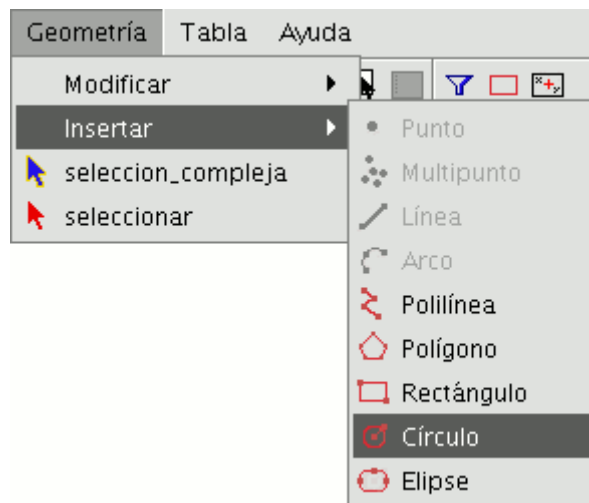 Geometría Tabla Ayuda
Modificar
Insertar
seleccion_compleja
seleccionar
Punto
Multipunto
Línea
Arco
Polilínea
Polígono
Rectángulo
Círculo
Elipse